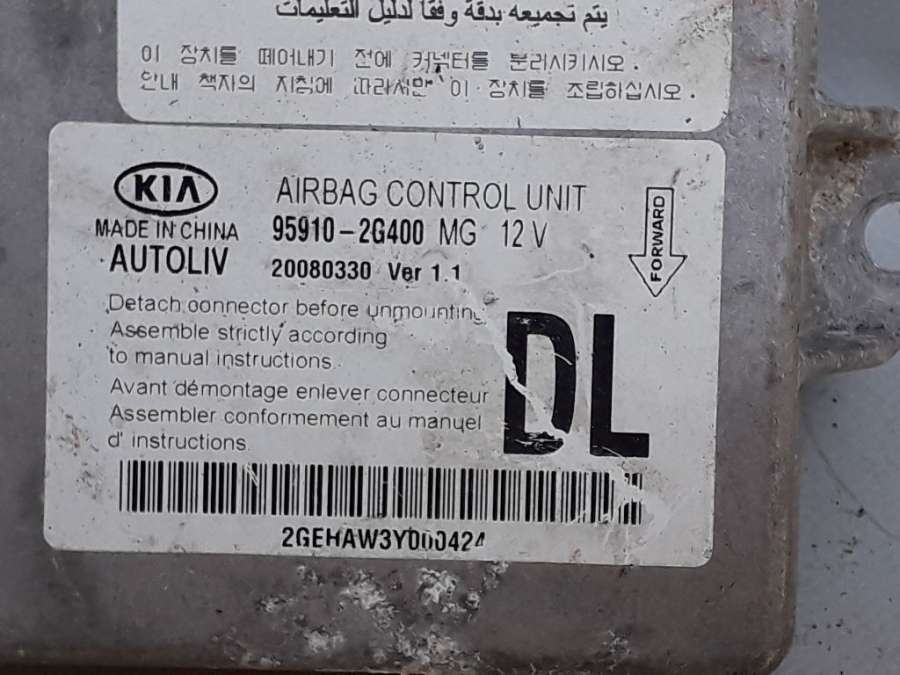 يتم تجميعه بدقة وفقا لدليل التعليمات
이 장치를 떼어내기 전에 커넥터를 분리시키시오.
안내 책자의 지침에 따라서만 이 장치를 조립하십시오.
KIA
AIRBAG CONTROL UNIT
MADE IN CHINA
95910-2G400 MG 12 V
AUTOLIV
20080330 Ver 1.1
FORWARD
Detach connector before unmounting
Assemble strictly according
to manual instructions
DL
Avant démontage enlever connecteur
Assembler conformement au manuel
d' instructions
2GEHAW3Y000424